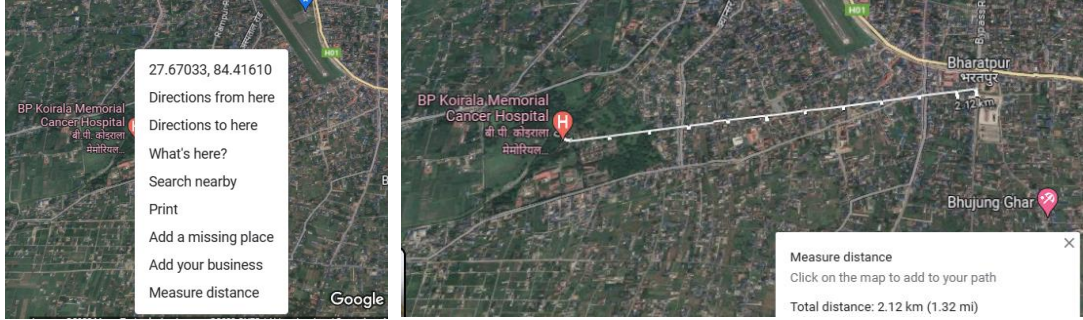 H01
27.67033, 84.41610
Directions from here
Directions to here
What's here?
Search nearby
Print
Add a missing place
Add your business
Measure distance
BP Koirala Memorial
Cancer Hospital
बी.पी. कोइराला
मेमोरियल...
Google
H01
Bypass R
Bharatpur
भरतपुर
2.12 km
BP Koirala Memorial
Cancer Hospital
बी.पी. कोइराला
मेमोरियल...
Bhujung Ghar
Measure distance
Click on the map to add to your path
Total distance: 2.12 km (1.32 mi)